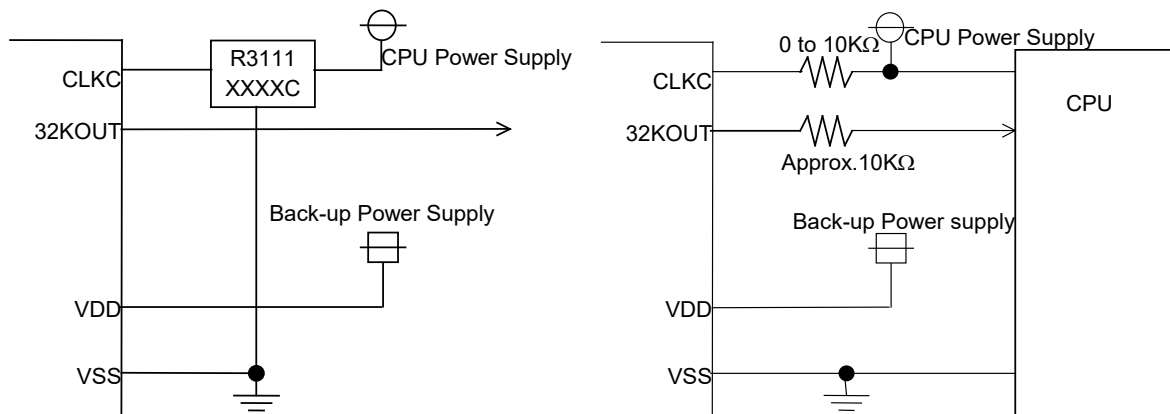 CLKC
R3111
XXXXC
CPU Power Supply
32KOUT
Back-up Power Supply
VDD
VSS
0 to 10KΩ
CPU Power Supply
CLKC
CPU
32KOUT
Approx.10KΩ
Back-up Power supply
VDD
VSS